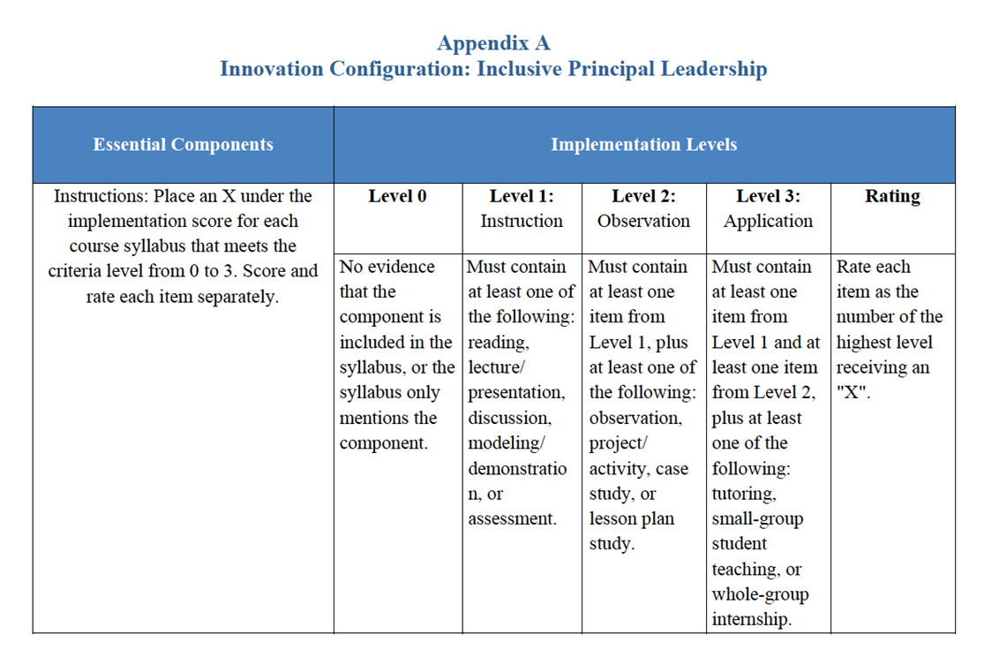 Appendix A
Innovation Configuration: Inclusive Principal Leadership
Essential Components
Implementation Levels
Instructions: Place an X under the
implementation score for each
course syllabus that meets the
criteria level from 0 to 3. Score and
rate each item separately.
Level 0
Level 1:
Instruction
Level 2:
Observation
Level 3:
Application
Rating
No evidence
that the
component is
included in the
syllabus, or the
syllabus only
mentions the
component.
Must contain
at least one of
the following:
reading,
lecture/
presentation,
discussion,
modeling/
demonstratio
n, or
assessment.
Must contain
at least one
item from
Level 1, plus
at least one of
the following:
observation,
project/
activity, case
study, or
lesson plan
study.
Must contain
at least one
item from
Level 1 and at
least one item
from Level 2,
plus at least
one of the
following:
tutoring,
small-group
student
teaching, or
whole-group
internship.
Rate each
item as the
number of the
highest level
receiving an
"X".